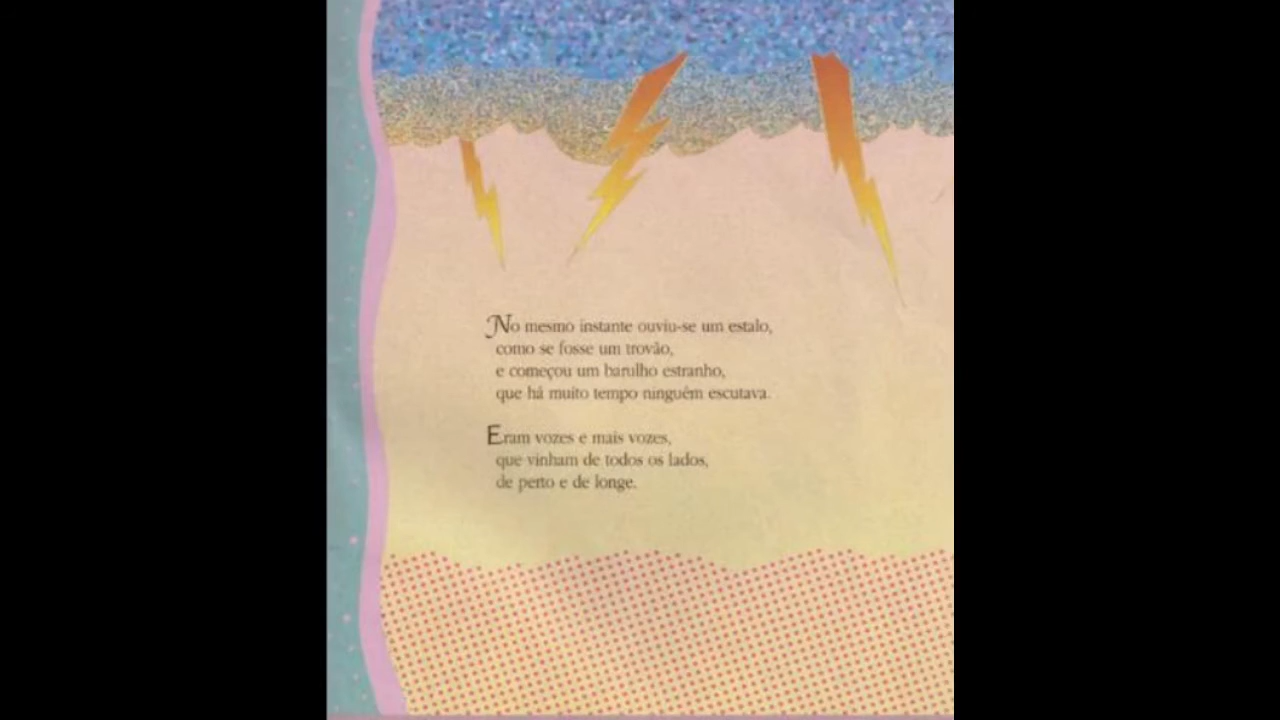 No mesmo instante ouviu-se um estalo,
como se fosse um trovão,
e começou um barulho estranho,
que há muito tempo ninguém escutava.
Eram vozes e mais vozes,
que vinham de todos os lados,
de perto e de longe.